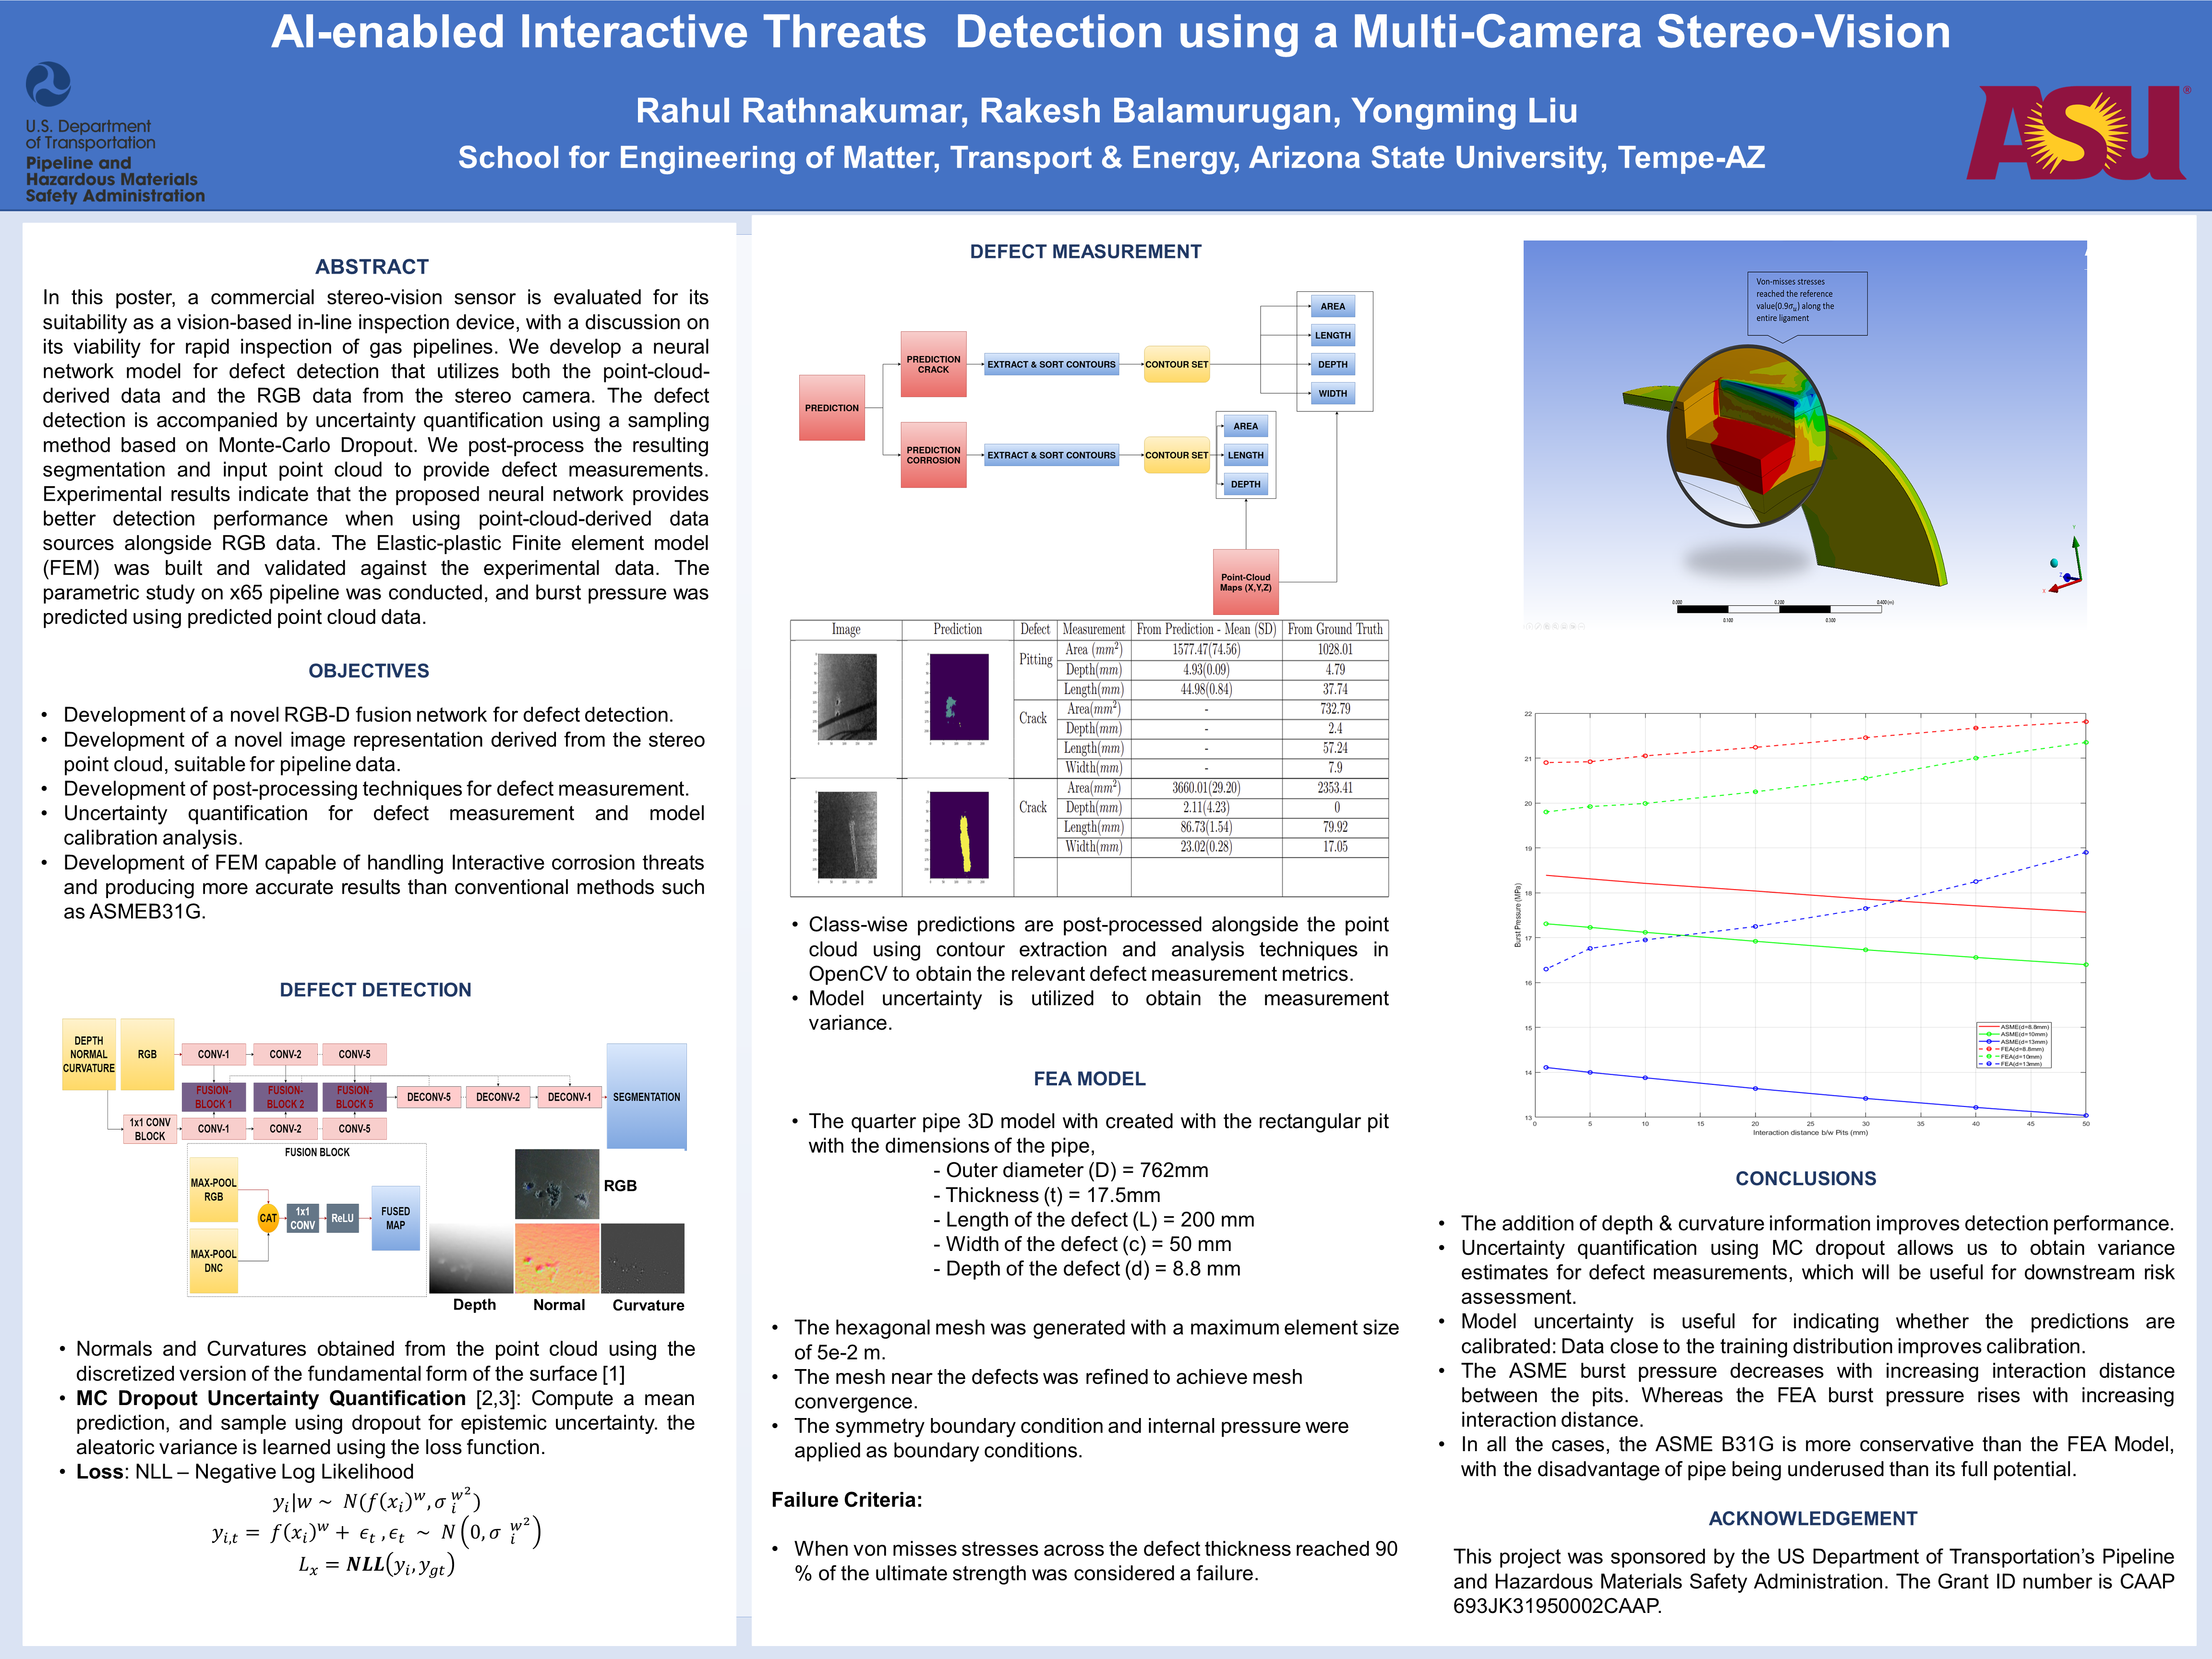 AI-enabled Interactive Threats  Detection using a Multi-Camera Stereo-Vision
Rahul Rathnakumar, Rakesh Balamurugan, Yongming Liu
School for Engineering of Matter, Transport & Energy, Arizona State University, Tempe-AZ
U.S. Department
of Transportation
Pipeline and
Hazardous Materials
Safety Administration
ASU®
ABSTRACT
In this poster, a commercial stereo-vision sensor is evaluated for its
suitability as a vision-based in-line inspection device, with a discussion on
its viability for rapid inspection of gas pipelines. We develop a neural
network model for defect detection that utilizes both the point-cloud-
derived data and the RGB data from the stereo camera. The defect
detection is accompanied by uncertainty quantification using a sampling
method based on Monte-Carlo Dropout. We post-process the resulting
segmentation and input point cloud to provide defect measurements.
Experimental results indicate that the proposed neural network provides
better detection performance when using point-cloud-derived data
sources alongside RGB data. The Elastic-plastic Finite element model
(FEM) was built and validated against the experimental data. The
parametric study on x65 pipeline was conducted, and burst pressure was
predicted using predicted point cloud data.
OBJECTIVES
• Development of a novel RGB-D fusion network for defect detection.
• Development of a novel image representation derived from the stereo
point cloud, suitable for pipeline data.
• Development of post-processing techniques for defect measurement.
• Uncertainty quantification for defect measurement and model
calibration analysis.
• Development of FEM capable of handling Interactive corrosion threats
and producing more accurate results than conventional methods such
as ASMEB31G.
DEFECT DETECTION
DEPTH
NORMAL
CURVATURE
RGB
CONV-1
CONV-2
CONV-5
FUSION-
BLOCK 1
FUSION-
BLOCK 2
FUSION-
BLOCK 5
DECONV-5
DECONV-2
DECONV-1
SEGMENTATION
1x1 CONV
BLOCK
CONV-1
CONV-2
CONV-5
FUSION BLOCK
MAX-POOL
RGB
MAX-POOL
DNC
CAT
1x1
CONV
ReLU
FUSED
MAP
RGB
Depth
Normal
Curvature
• Normals and Curvatures obtained from the point cloud using the
discretized version of the fundamental form of the surface [1]
• MC Dropout Uncertainty Quantification [2,3]: Compute a mean
prediction, and sample using dropout for epistemic uncertainty. the
aleatoric variance is learned using the loss function.
• Loss: NLL – Negative Log Likelihood
y_i|w ~ N(f(x_i)^w, σ_i^w²)
y_i,t = f(x_i)^w + ϵ_t , ϵ_t ~ N(0, σ_i^w²)
L_x = NLL(y_i, y_gt)
DEFECT MEASUREMENT
PREDICTION
PREDICTION
CRACK
EXTRACT & SORT CONTOURS
CONTOUR SET
AREA
LENGTH
DEPTH
WIDTH
PREDICTION
CORROSION
EXTRACT & SORT CONTOURS
CONTOUR SET
AREA
LENGTH
DEPTH
Point-Cloud
Maps (X,Y,Z)
Image Prediction Defect Measurement From Prediction - Mean (SD) From Ground Truth
Pitting
Area (mm²) 1577.47(74.56) 1028.01
Depth(mm) 4.93(0.09) 4.79
Length(mm) 44.98(0.84) 37.74
Crack
Area(mm²) - 732.79
Depth(mm) - 2.4
Length(mm) - 57.24
Width(mm) - 7.9
Crack
Area(mm²) 3660.01(29.20) 2353.41
Depth(mm) 2.11(4.23) 0
Length(mm) 86.73(1.54) 79.92
Width(mm) 23.02(0.28) 17.05
• Class-wise predictions are post-processed alongside the point
cloud using contour extraction and analysis techniques in
OpenCV to obtain the relevant defect measurement metrics.
• Model uncertainty is utilized to obtain the measurement
variance.
FEA MODEL
• The quarter pipe 3D model with created with the rectangular pit
with the dimensions of the pipe,
- Outer diameter (D) = 762mm
- Thickness (t) = 17.5mm
- Length of the defect (L) = 200 mm
- Width of the defect (c) = 50 mm
- Depth of the defect (d) = 8.8 mm
• The hexagonal mesh was generated with a maximum element size
of 5e-2 m.
• The mesh near the defects was refined to achieve mesh
convergence.
• The symmetry boundary condition and internal pressure were
applied as boundary conditions.
Failure Criteria:
• When von misses stresses across the defect thickness reached 90
% of the ultimate strength was considered a failure.
Von-misses stresses
reached the reference
value(0.9σ_u) along the
entire ligament
0.000 0.200 0.400 (m)
0.100 0.300
Y
Z
X
22
21
20
19
18
17
16
15
14
13
Burst Pressure (MPa)
0 5 10 15 20 25 30 35 40 45 50
Interaction distance b/w Pits (mm)
ASME(d=8.8mm)
ASME(d=10mm)
ASME(d=13mm)
FEA(d=8.8mm)
FEA(d=10mm)
FEA(d=13mm)
CONCLUSIONS
• The addition of depth & curvature information improves detection performance.
• Uncertainty quantification using MC dropout allows us to obtain variance
estimates for defect measurements, which will be useful for downstream risk
assessment.
• Model uncertainty is useful for indicating whether the predictions are
calibrated: Data close to the training distribution improves calibration.
• The ASME burst pressure decreases with increasing interaction distance
between the pits. Whereas the FEA burst pressure rises with increasing
interaction distance.
• In all the cases, the ASME B31G is more conservative than the FEA Model,
with the disadvantage of pipe being underused than its full potential.
ACKNOWLEDGEMENT
This project was sponsored by the US Department of Transportation’s Pipeline
and Hazardous Materials Safety Administration. The Grant ID number is CAAP
693JK31950002CAAP.